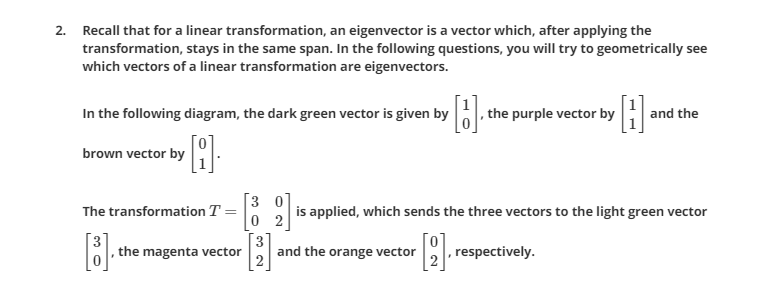 2. Recall that for a linear transformation, an eigenvector is a vector which, after applying the
transformation, stays in the same span. In the following questions, you will try to geometrically see
which vectors of a linear transformation are eigenvectors.
In the following diagram, the dark green vector is given by [1 0], the purple vector by [1 1] and the
brown vector by [0 1].
The transformation T = [3 0 0 2] is applied, which sends the three vectors to the light green vector
[3 0], the magenta vector [3 2] and the orange vector [0 2], respectively.